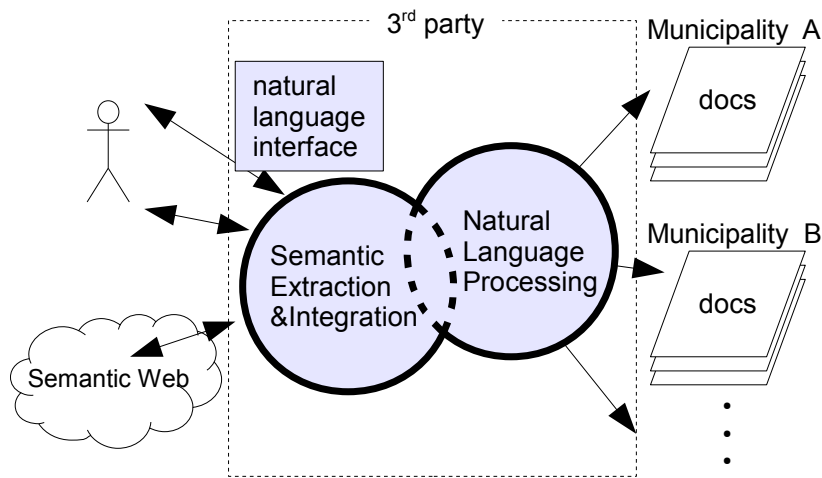 3rd party
Municipality A
docs
natural
language
interface
Natural
Language
Processing
Semantic
Extraction
&Integration
Municipality B
docs
Semantic Web